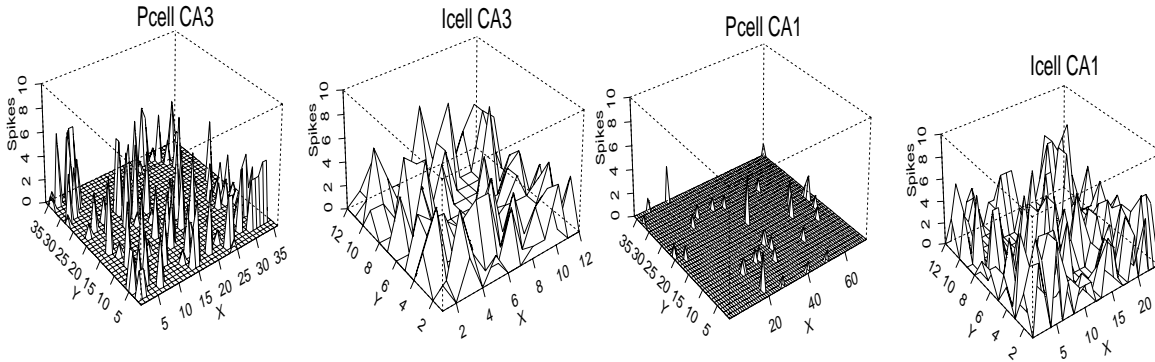 Pcell CA3
Spikes
0 2 4 6 8 10
35 30 25 20 15 10 5
Y
5 10 15 20 25 30 35
X
Icell CA3
Spikes
0 2 4 6 8 10
12 10 8 6 4 2
Y
2 4 6 8 10 12
X
Pcell CA1
Spikes
0 2 4 6 8 10
35 30 25 20 15 10 5
Y
20 40 60
X
Icell CA1
Spikes
0 2 4 6 8 10
12 10 8 6 4 2
Y
5 10 15 20
X